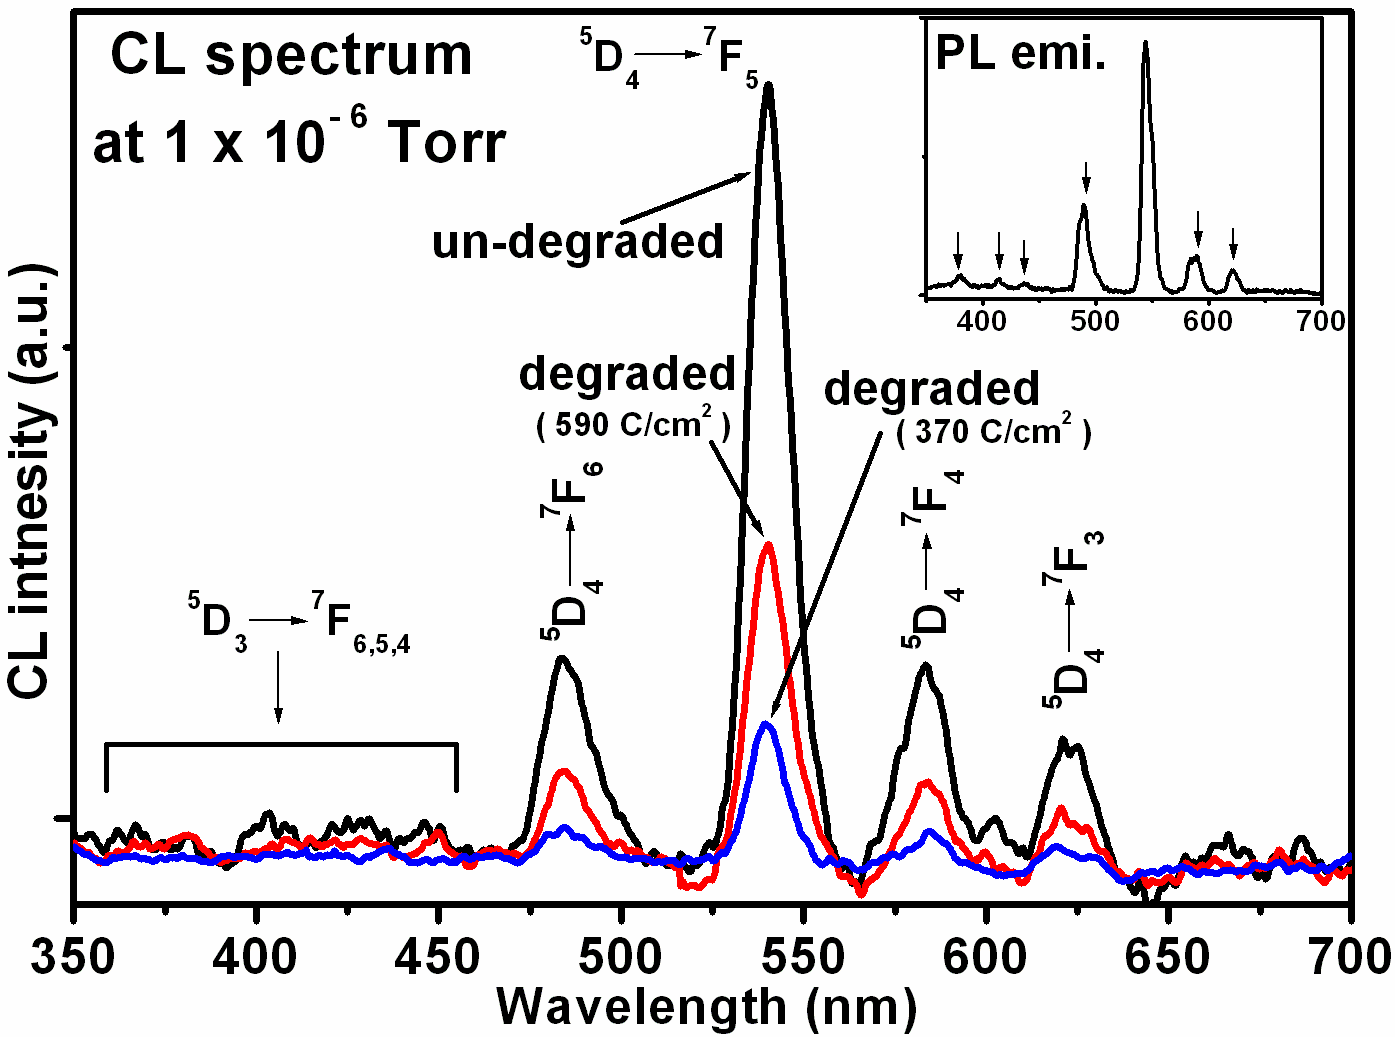 CL spectrum
at 1 x 10⁻⁶ Torr
⁵D₄ → ⁷F₅
PL emi.
400 500 600 700
un-degraded
degraded
( 590 C/cm² )
degraded
( 370 C/cm² )
⁵D₃ → ⁷F₆,₅,₄
⁵D₄ → ⁷F₆
⁵D₄ → ⁷F₄
⁵D₄ → ⁷F₃
CL intnesity (a.u.)
350 400 450 500 550 600 650 700
Wavelength (nm)